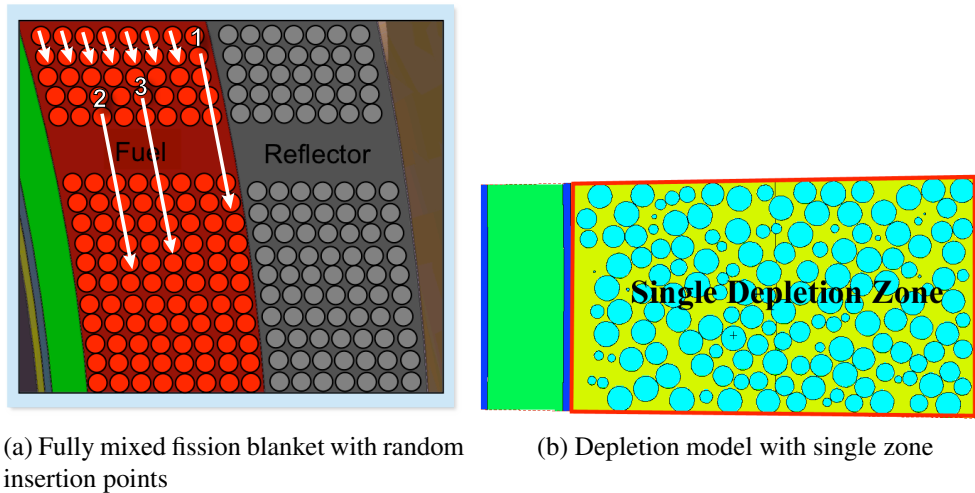 1
3
2
Fuel
Reflector
Single Depletion Zone
(a) Fully mixed fission blanket with random
insertion points
(b) Depletion model with single zone